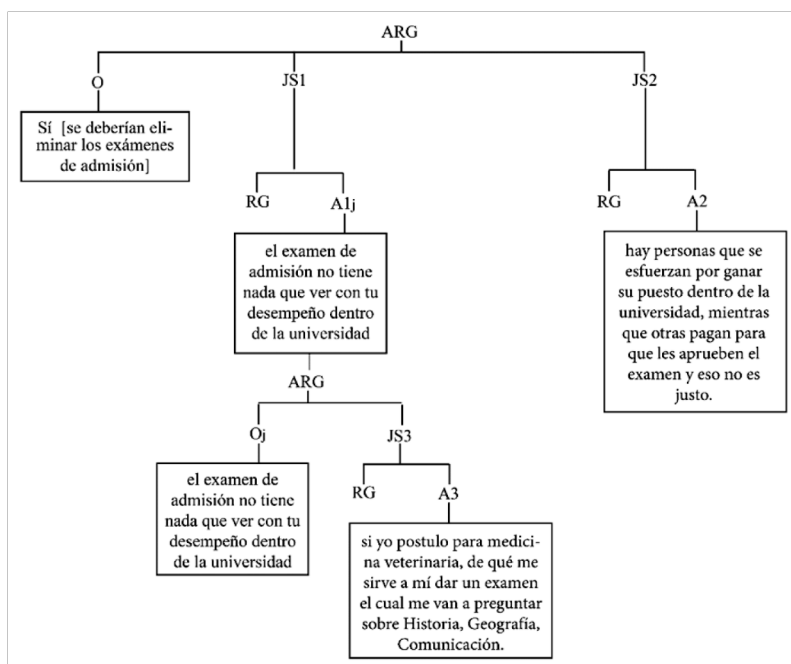 ARG
O
JS1
JS2
Sí [se deberían eli-
minar los exámenes
de admisión]
RG
A1j
RG
A2
el examen de
admisión no tiene
nada que ver con tu
desempeño dentro
de la universidad
hay personas que se
esfuerzan por ganar
su puesto dentro de la
universidad, mientras
que otras pagan para
que les aprueben el
examen y eso no es
justo.
ARG
Oj
JS3
el examen de
admisión no tiene
nada que ver con tu
desempeño dentro
de la universidad
RG
A3
si yo postulo para medici-
na veterinaria, de qué me
sirve a mí dar un examen
el cual me van a preguntar
sobre Historia, Geografía,
Comunicación.